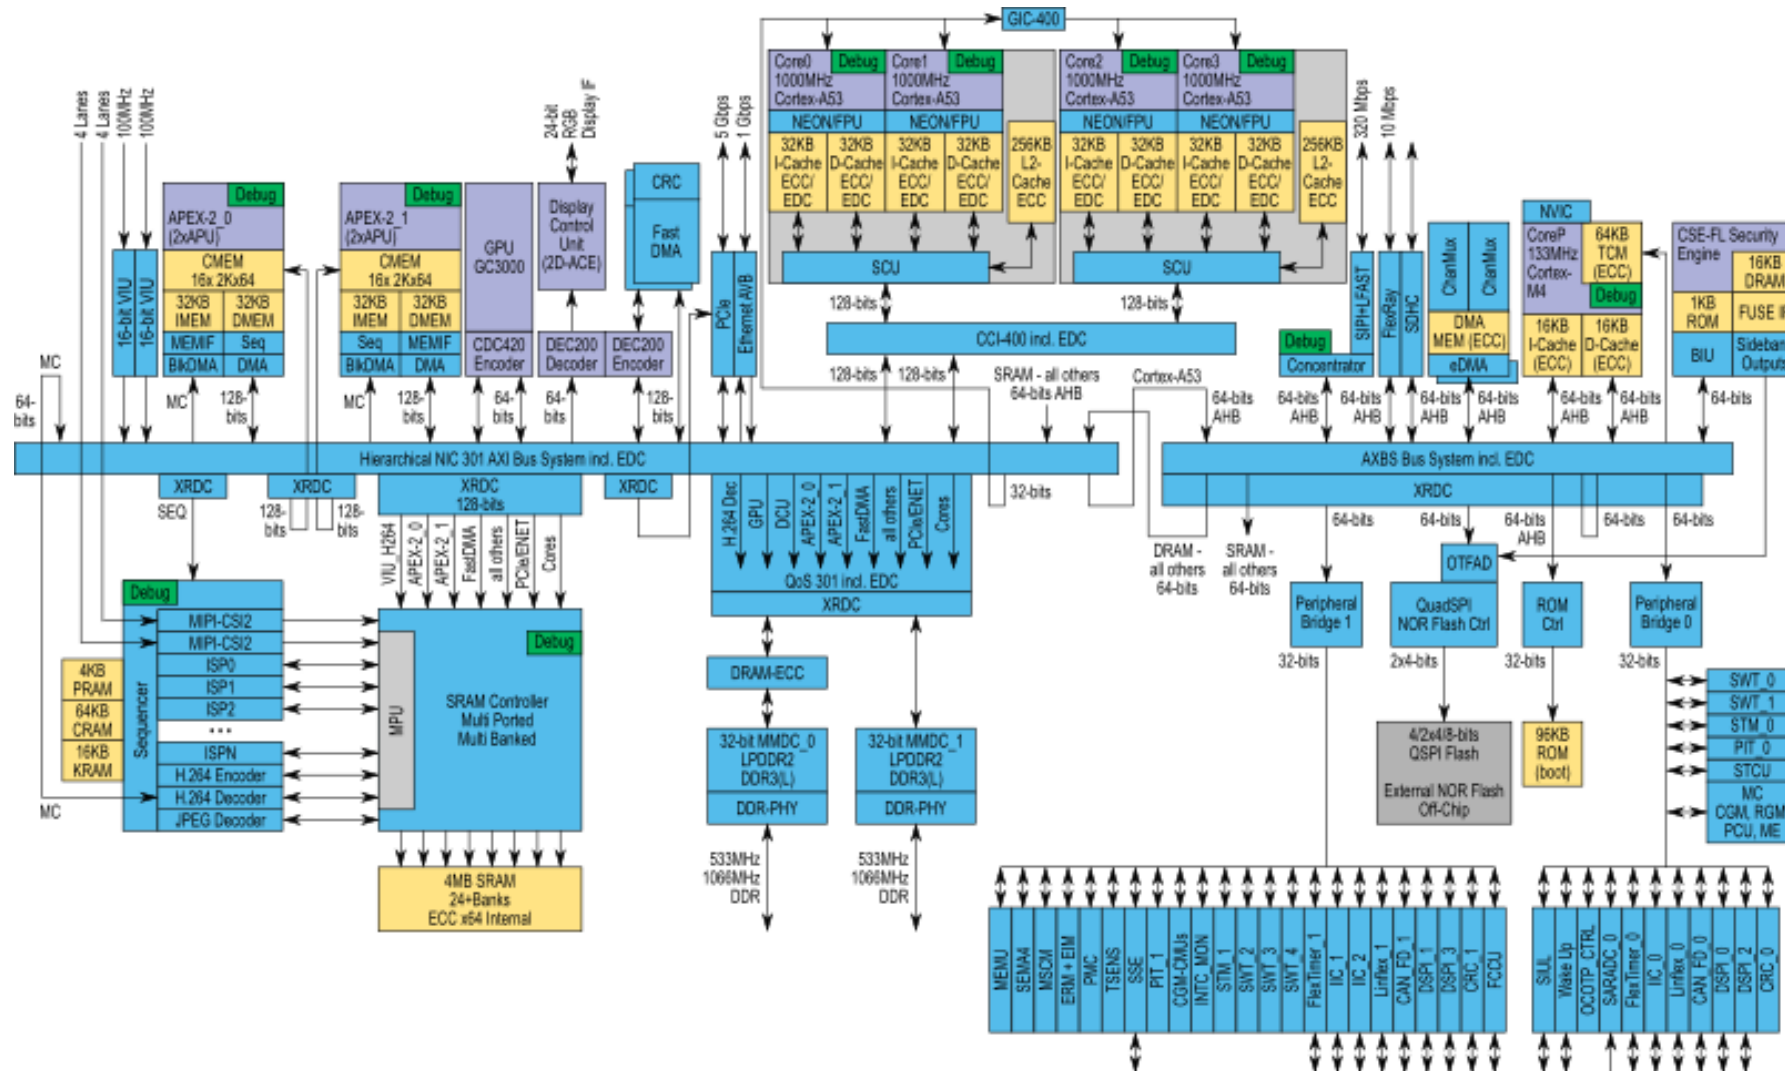 GIC-400
4 Lanes
4 Lanes
100MHz
100MHz
24-bit
RGB
Display IF
5 Gbps
1 Gbps
Core0
1000MHz
Cortex-A53
Debug
Core1
1000MHz
Cortex-A53
Debug
NEON/FPU
NEON/FPU
32KB
I-Cache
ECC/
EDC
32KB
D-Cache
ECC/
EDC
32KB
I-Cache
ECC/
EDC
32KB
D-Cache
ECC/
EDC
256KB
L2-
Cache
ECC
SCU
Core2
1000MHz
Cortex-A53
Debug
Core3
1000MHz
Cortex-A53
Debug
NEON/FPU
NEON/FPU
32KB
I-Cache
ECC/
EDC
32KB
D-Cache
ECC/
EDC
32KB
I-Cache
ECC/
EDC
32KB
D-Cache
ECC/
EDC
256KB
L2-
Cache
ECC
SCU
128-bits
128-bits
CCI-400 incl. EDC
128-bits
128-bits
320 Mbps
10 Mbps
16-bit VIU
16-bit VIU
Debug
APEX-2_0
(2xAPU)
CMEM
16x 2Kx64
32KB
IMEM
32KB
DMEM
MEMIF
Seq
BlkDMA
DMA
Debug
APEX-2_1
(2xAPU)
CMEM
16x 2Kx64
32KB
IMEM
32KB
DMEM
Seq
MEMIF
BlkDMA
DMA
GPU
GC3000
CDC420
Encoder
Display
Control
Unit
(2D-ACE)
DEC200
Decoder
DEC200
Encoder
CRC
Fast
DMA
PCIe
Ethernet AVB
SIPI+LFAST
FlexRay
SDHC
Debug
Concentrator
ChanMux
ChanMux
DMA
MEM (ECC)
eDMA
NVIC
CoreP
133MHz
Cortex-
M4
64KB
TCM
(ECC)
Debug
16KB
I-Cache
(ECC)
16KB
D-Cache
(ECC)
CSE-FL Security
Engine
16KB
DRAM
1KB
ROM
FUSE IF
BIU
Sideband
Outputs
MC
64-
bits
MC
128-
bits
MC
128-
bits
64-
bits
64-
bits
128-
bits
64-
bits
SRAM - all others
64-bits AHB
Cortex-A53
64-bits
AHB
64-bits
AHB
64-bits
AHB
64-bits
AHB
64-bits
AHB
64-bits
AHB
64-bits
AHB
64-bits
Hierarchical NIC 301 AXI Bus System incl. EDC
AXBS Bus System incl. EDC
XRDC
XRDC
XRDC
128-bits
XRDC
32-bits
XRDC
SEQ
128-
bits
128-
bits
VIU_H264
APEX-2_0
APEX-2_1
FastDMA
all others
PCIe/ENET
Cores
H.264 Dec
GPU
DCU
APEX-2_0
APEX-2_1
FastDMA
all others
PCIe/ENET
Cores
QoS 301 incl. EDC
XRDC
DRAM -
all others
64-bits
SRAM -
all others
64-bits
64-bits
64-bits
64-bits
AHB
64-bits
64-bits
OTFAD
Peripheral
Bridge 1
QuadSPI
NOR Flash Ctrl
ROM
Ctrl
Peripheral
Bridge 0
32-bits
2x4-bits
32-bits
32-bits
Debug
Sequencer
4KB
PRAM
64KB
CRAM
16KB
KRAM
MIPI-CSI2
MIPI-CSI2
ISP0
ISP1
ISP2
...
ISPN
H.264 Encoder
H.264 Decoder
JPEG Decoder
MC
MPU
Debug
SRAM Controller
Multi Ported
Multi Banked
4MB SRAM
24+Banks
ECC x64 Internal
DRAM-ECC
32-bit MMDC_0
LPDDR2
DDR3(L)
DDR-PHY
32-bit MMDC_1
LPDDR2
DDR3(L)
DDR-PHY
533MHz
1066MHz
DDR
533MHz
1066MHz
DDR
4/2x4/8-bits
QSPI Flash
External NOR Flash
Off-Chip
96KB
ROM
(boot)
SWT_0
SWT_1
STM_0
PIT_0
STCU
MC
CGM, RGM
PCU, ME
MEMU
SEMA4
MSCM
ERM + EIM
PMC
TSENS
SSE
PIT_1
CGM-CMUs
INTC_MON
STM_1
SWT_2
SWT_3
SWT_4
FlexTimer_1
IIC_1
IIC_2
Linflex_1
CAN_FD_1
DSPI_1
DSPI_3
CRC_1
FCCU
SIUL
Wake Up
OCOTP_CTRL
SARADC_0
FlexTimer_0
IIC_0
Linflex_0
CAN_FD_0
DSPI_0
DSPI_2
CRC_0